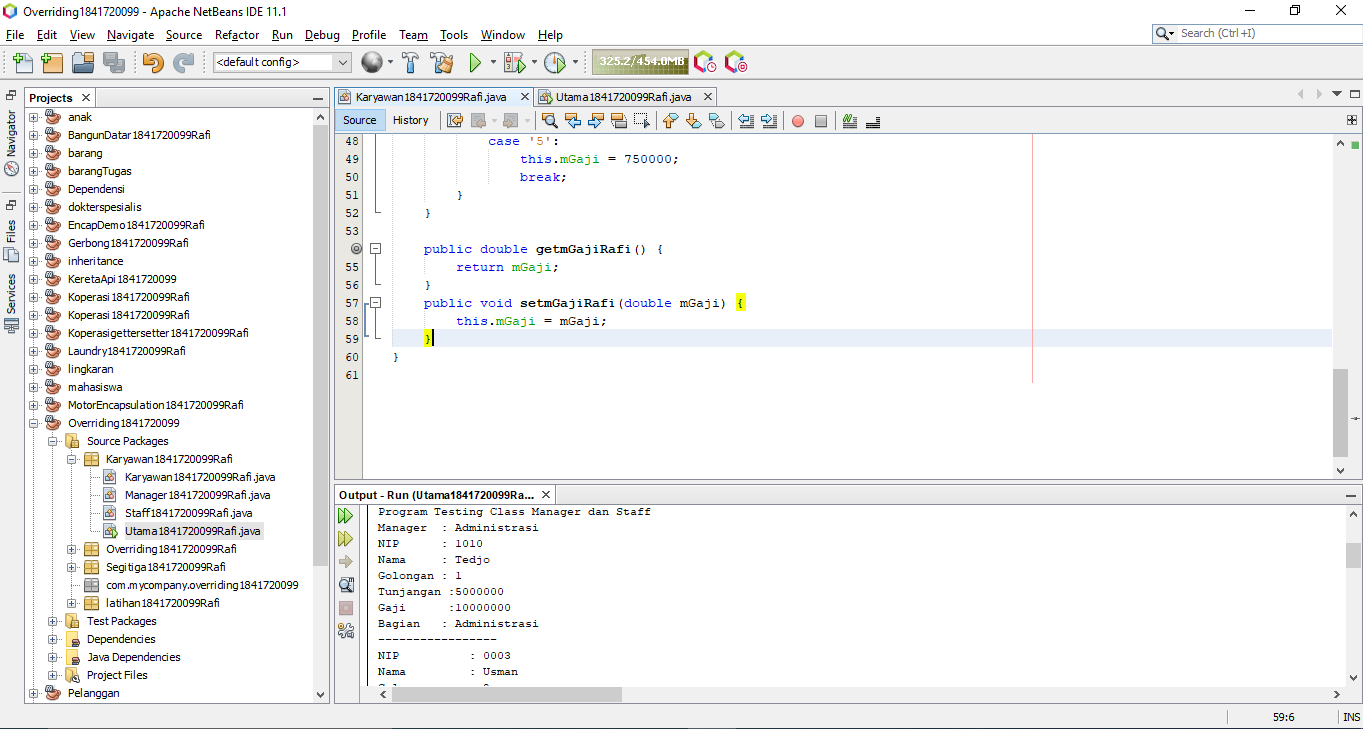 Overriding1841720099 - Apache NetBeans IDE 11.1
File Edit View Navigate Source Refactor Run Debug Profile Team Tools Window Help
Search (Ctrl+I)
<default config>
325.2/454.0MB
Projects
Navigator
Files
Services
anak
BangunDatar1841720099Rafi
barang
barangTugas
Dependensi
dokterspesialis
EncapDemo1841720099Rafi
Gerbong1841720099Rafi
inheritance
KeretaApi1841720099
Koperasi1841720099Rafi
Koperasi1841720099Rafi
Koperasigettersetter1841720099Rafi
Laundry1841720099Rafi
lingkaran
mahasiswa
MotorEncapsulation1841720099Rafi
Overriding1841720099
Source Packages
Karyawan1841720099Rafi
Karyawan1841720099Rafi.java
Manager1841720099Rafi.java
Staff1841720099Rafi.java
Utama1841720099Rafi.java
Overriding1841720099Rafi
Segitiga1841720099Rafi
com.mycompany.overriding1841720099
latihan1841720099Rafi
Test Packages
Dependencies
Java Dependencies
Project Files
Pelanggan
Karyawan1841720099Rafi.java Utama1841720099Rafi.java
Source History
48 case '5':
49 this.mGaji = 750000;
50 break;
51 }
52 }
53
public double getmGajiRafi() {
55 return mGaji;
56 }
57 public void setmGajiRafi(double mGaji) {
58 this.mGaji = mGaji;
59 }
60 }
61
Output - Run (Utama1841720099Ra...
Program Testing Class Manager dan Staff
Manager : Administrasi
NIP : 1010
Nama : Tedjo
Golongan : 1
Tunjangan :5000000
Gaji :10000000
Bagian : Administrasi
-----------------
NIP : 0003
Nama : Usman
59:6 INS